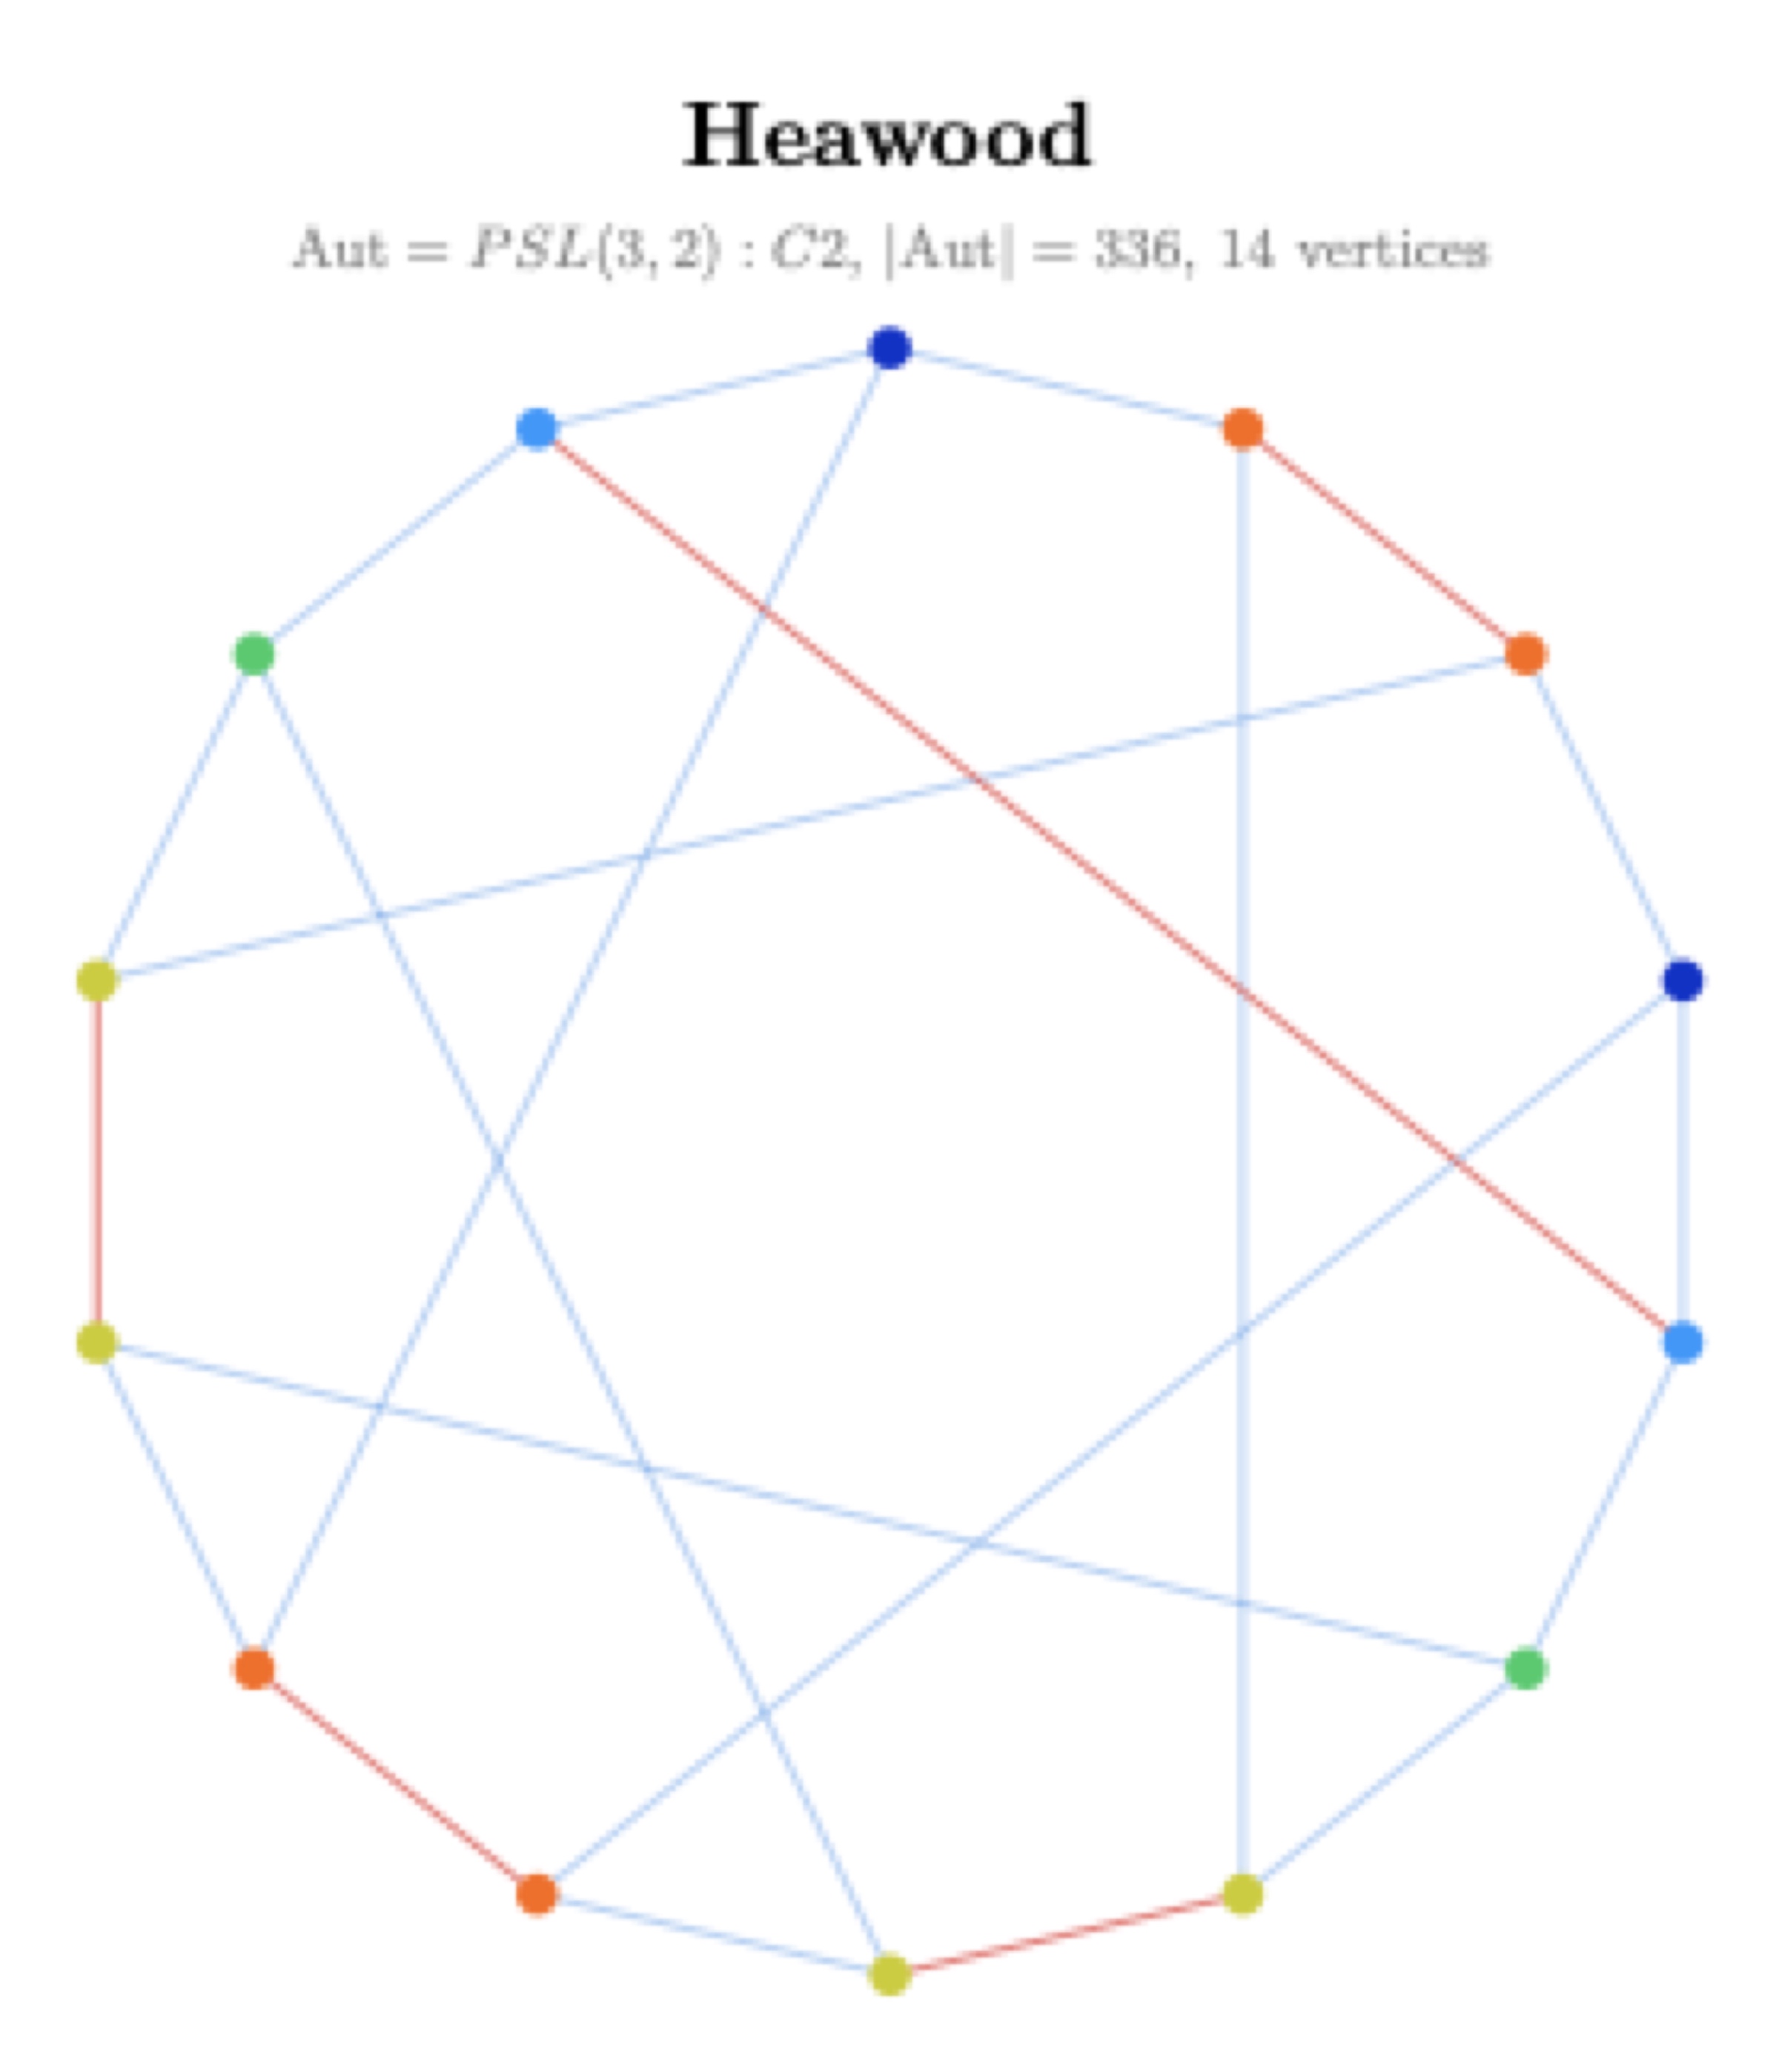 Heawood
Aut = PSL(3, 2) : C2, |Aut| = 336, 14 vertices